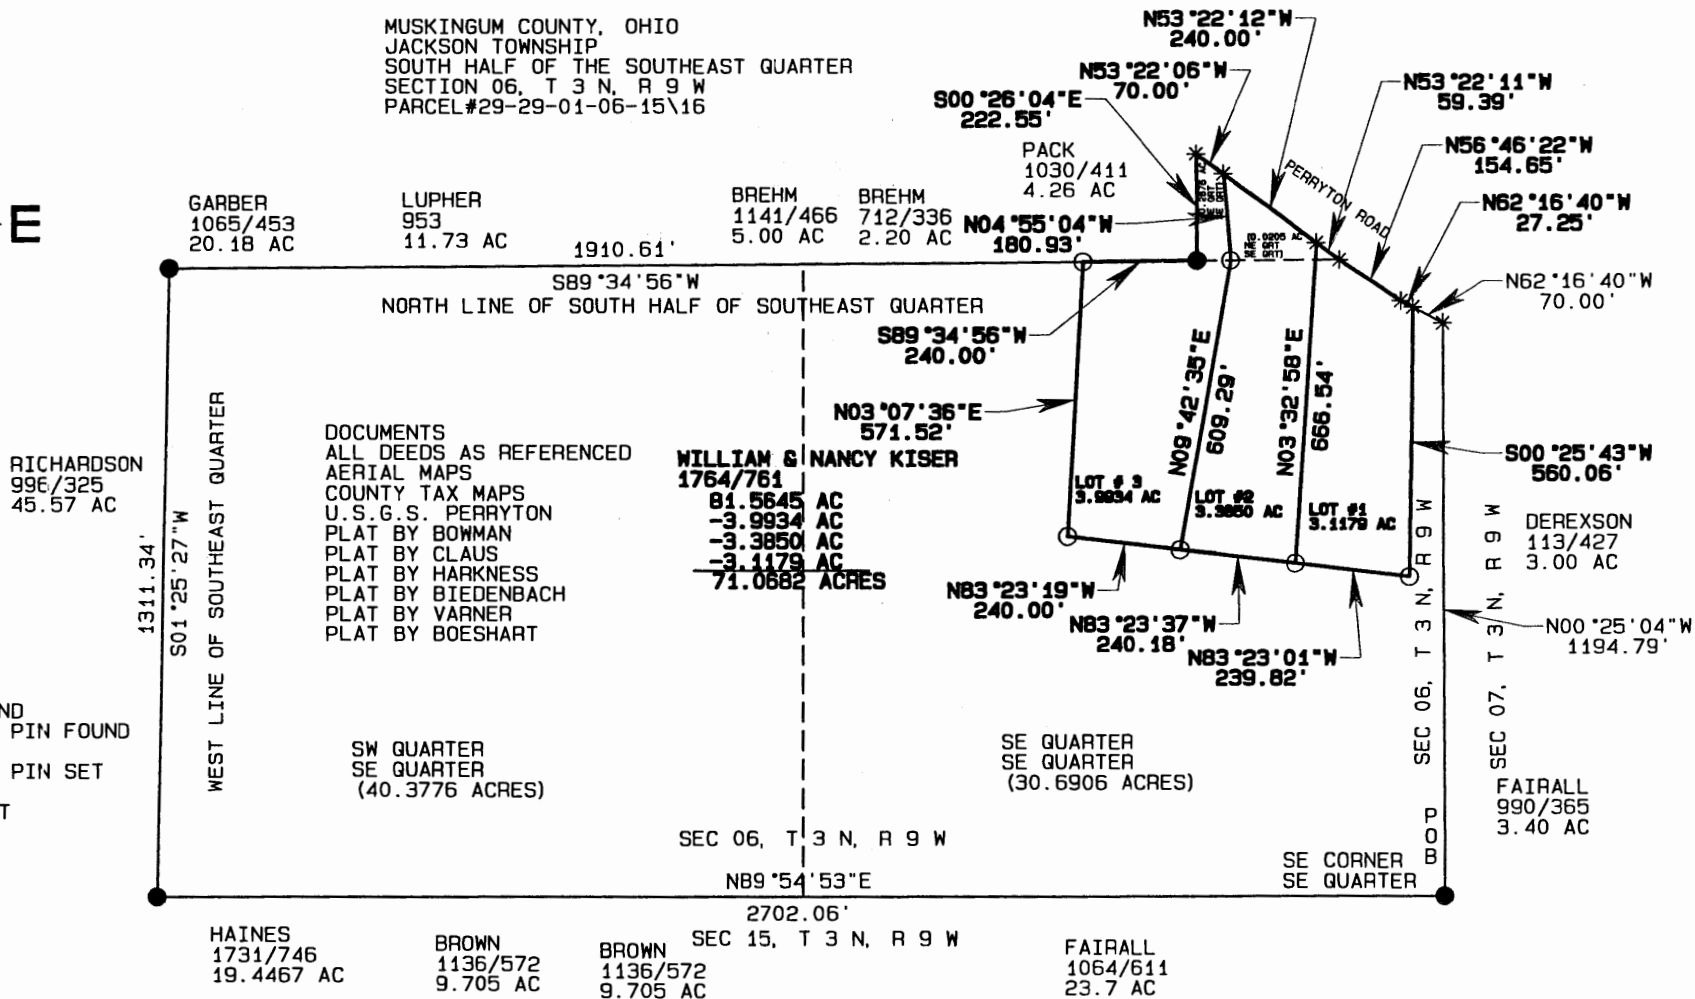 MUSKINGUM COUNTY, OHIO
JACKSON TOWNSHIP
SOUTH HALF OF THE SOUTHEAST QUARTER
SECTION 06, T 3 N, R 9 W
PARCEL#29-29-01-06-15\16
N53°22'12"W
240.00'
N53°22'06"W
70.00'
S00°26'04"E
222.55'
N53°22'11"W
59.39'
N56°46'22"W
154.65'
N62°16'40"W
27.25'
N62°16'40"W
70.00'
PERRYTON ROAD
E
GARBER
1065/453
20.18 AC
LUPHER
953
11.73 AC
BREHM
1141/466
5.00 AC
BREHM
712/336
2.20 AC
PACK
1030/411
4.26 AC
N04°55'04"W
180.93'
NE QRT
SE QRT
1910.61'
S89°34'56"W
NORTH LINE OF SOUTH HALF OF SOUTHEAST QUARTER
S89°34'56"W
240.00'
N03°07'36"E
571.52'
N09°42'35"E
609.29'
N03°32'58"E
666.54'
S00°25'43"W
560.06'
RICHARDSON
996/325
45.57 AC
1311.34'
S01°25'27"W
WEST LINE OF SOUTHEAST QUARTER
DOCUMENTS
ALL DEEDS AS REFERENCED
AERIAL MAPS
COUNTY TAX MAPS
U.S.G.S. PERRYTON
PLAT BY BOWMAN
PLAT BY CLAUS
PLAT BY HARKNESS
PLAT BY BIEDENBACH
PLAT BY VARNER
PLAT BY BOESHART
WILLIAM & NANCY KISER
1764/761
81.5645 AC
-3.9934 AC
-3.3850 AC
-3.1179 AC
71.0682 ACRES
LOT # 3
3.9934 AC
LOT #2
3.3850 AC
LOT #1
3.1179 AC
N83°23'19"W
240.00'
N83°23'37"W
240.18'
N83°23'01"W
239.82'
SEC 06, T 3 N, R 9 W
SEC 07, T 3 N, R 9 W
DEREXSON
113/427
3.00 AC
N00°25'04"W
1194.79'
ND
PIN FOUND
PIN SET
T
SW QUARTER
SE QUARTER
(40.3776 ACRES)
SE QUARTER
SE QUARTER
(30.6906 ACRES)
FAIRALL
990/365
3.40 AC
POB
SEC 06, T 3 N, R 9 W
SE CORNER
SE QUARTER
N89°54'53"E
2702.06'
SEC 15, T 3 N, R 9 W
HAINES
1731/746
19.4467 AC
BROWN
1136/572
9.705 AC
BROWN
1136/572
9.705 AC
FAIRALL
1064/611
23.7 AC